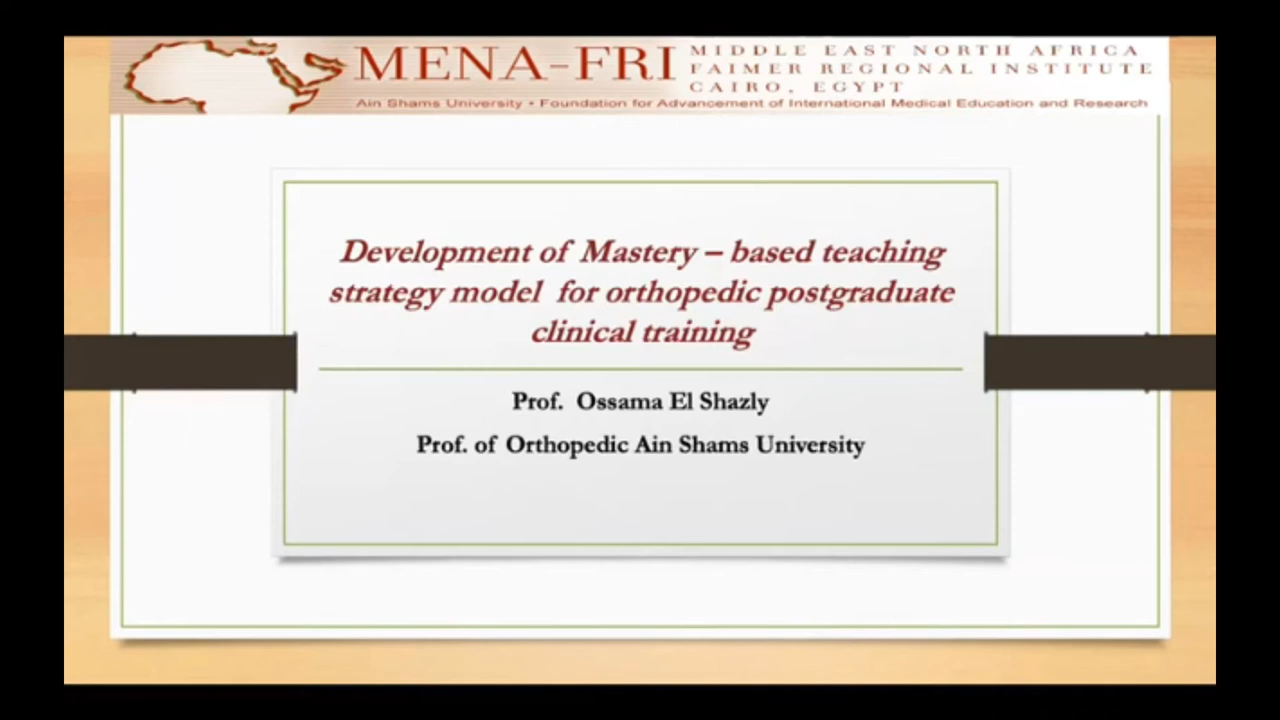 MENA-FRI
MIDDLE EAST NORTH AFRICA
FAIMER REGIONAL INSTITUTE
CAIRO, EGYPT
Ain Shams University • Foundation for Advancement of International Medical Education and Research
Development of Mastery – based teaching
strategy model for orthopedic postgraduate
clinical training
Prof. Ossama El Shazly
Prof. of Orthopedic Ain Shams University